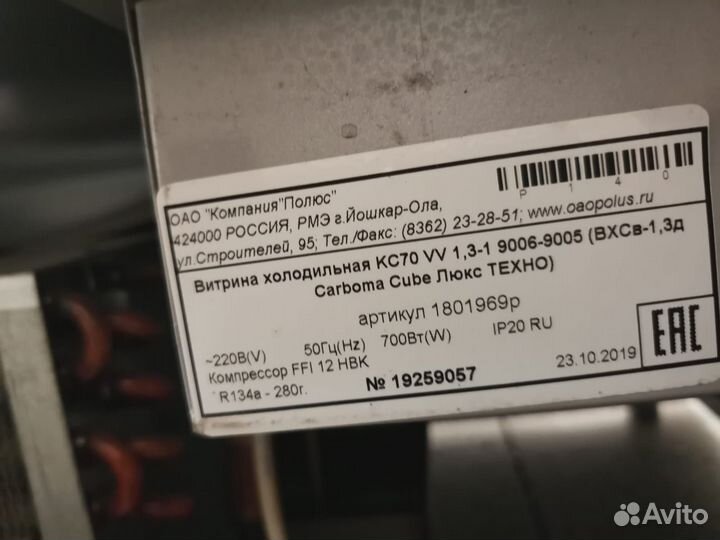 ОАО "Компания"Полюс"
424000 РОССИЯ, РМЭ г.Йошкар-Ола,
ул.Строителей, 95; Тел./Факс: (8362) 23-28-51; www.oaopolus.ru
P 1 4 0
Витрина холодильная KC70 VV 1,3-1 9006-9005 (ВХСв-1,3д
Carboma Cube Люкс ТЕХНО)
артикул 1801969р
~220В(V) 50Гц(Hz) 700Вт(W) IP20 RU
Компрессор FFI 12 HBK
R134a - 280г.
№ 19259057
23.10.2019
EAC
Avito